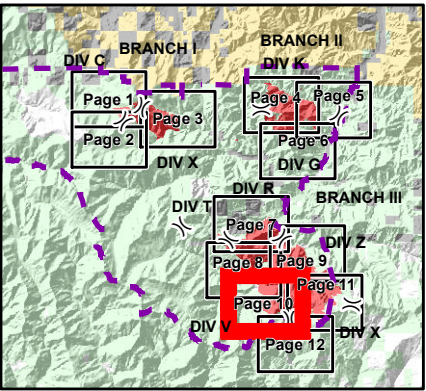 BRANCH I
BRANCH II
DIV C
DIV K
Page 1
Page 4
Page 5
Page 3
Page 2
Page 6
DIV X
DIV G
DIV R
BRANCH III
DIV T
Page 7
DIV Z
Page 8
Page 9
Page 11
Page 10
DIV V
DIV X
Page 12